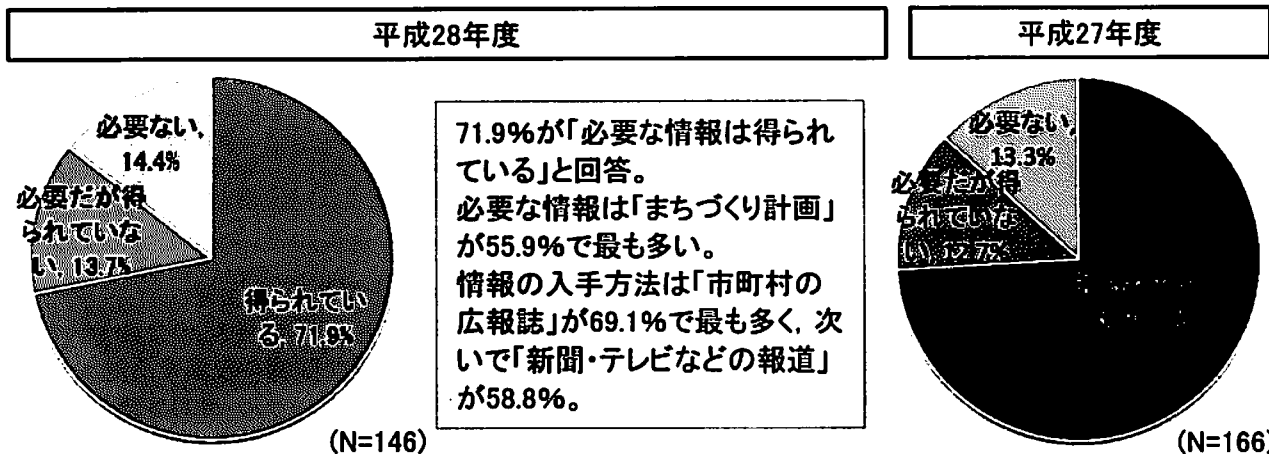 平成28年度
平成27年度
必要ない,
14.4%
必要だが得
られていな
い, 13.7%
得られてい
る, 71.9%
(N=146)
71.9%が「必要な情報は得られ
ている」と回答。
必要な情報は「まちづくり計画」
が55.9%で最も多い。
情報の入手方法は「市町村の
広報誌」が69.1%で最も多く, 次
いで「新聞・テレビなどの報道」
が58.8%。
必要ない,
13.3%
必要だが得
られていな
い, 12.7%
(N=166)